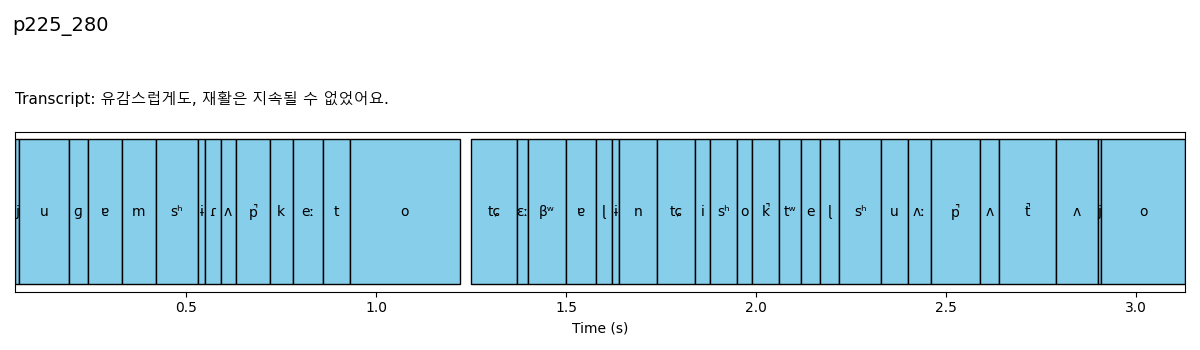 p225_280
Transcript: 유감스럽게도, 재활은 지속될 수 없었어요.
j u ɡ ɐ m sʰ ɨ ɾ ʌ p̚ k eː t o tɕ ɛː βʷ ɐ ɭ ɨ n tɕ i sʰ o k̚ tʷ e ɭ sʰ u ʌː p̚ ʌ t̚ ʌ j o
0.5 1.0 1.5 2.0 2.5 3.0
Time (s)